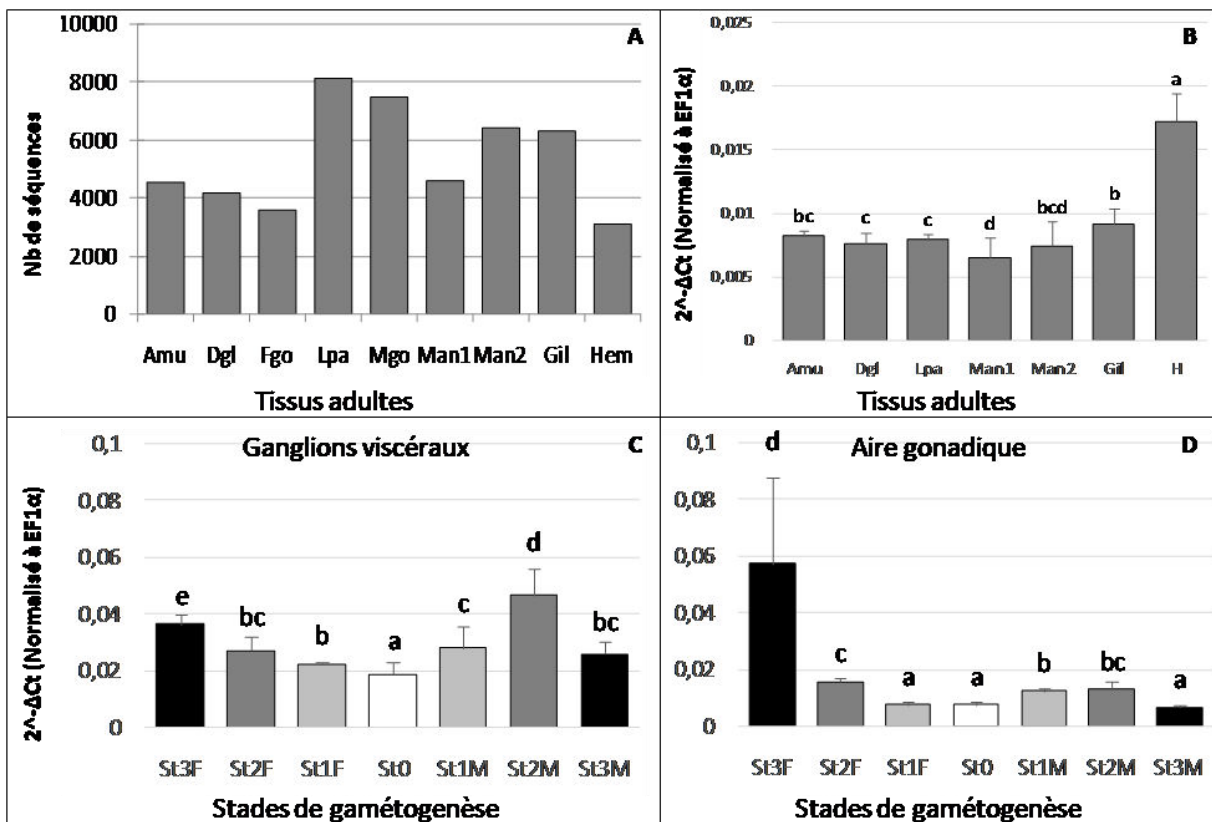 A
10000
8000
6000
4000
2000
0
Nb de séquences
Amu Dgl Fgo Lpa Mgo Man1 Man2 Gil Hem
Tissus adultes
B
0,025
0,02
0,015
0,01
0,005
0
2^-ΔCt (Normalisé à EF1α)
bc c c d bcd b a
Amu Dgl Lpa Man1 Man2 Gil H
Tissus adultes
Ganglions viscéraux C
0,1
0,08
0,06
0,04
0,02
0
2^-ΔCt (Normalisé à EF1α)
e bc b a c d bc
St3F St2F St1F St0 St1M St2M St3M
Stades de gamétogenèse
Aire gonadique D
0,1
0,08
0,06
0,04
0,02
0
d c a a b bc a
St3F St2F St1F St0 St1M St2M St3M
Stades de gamétogenèse